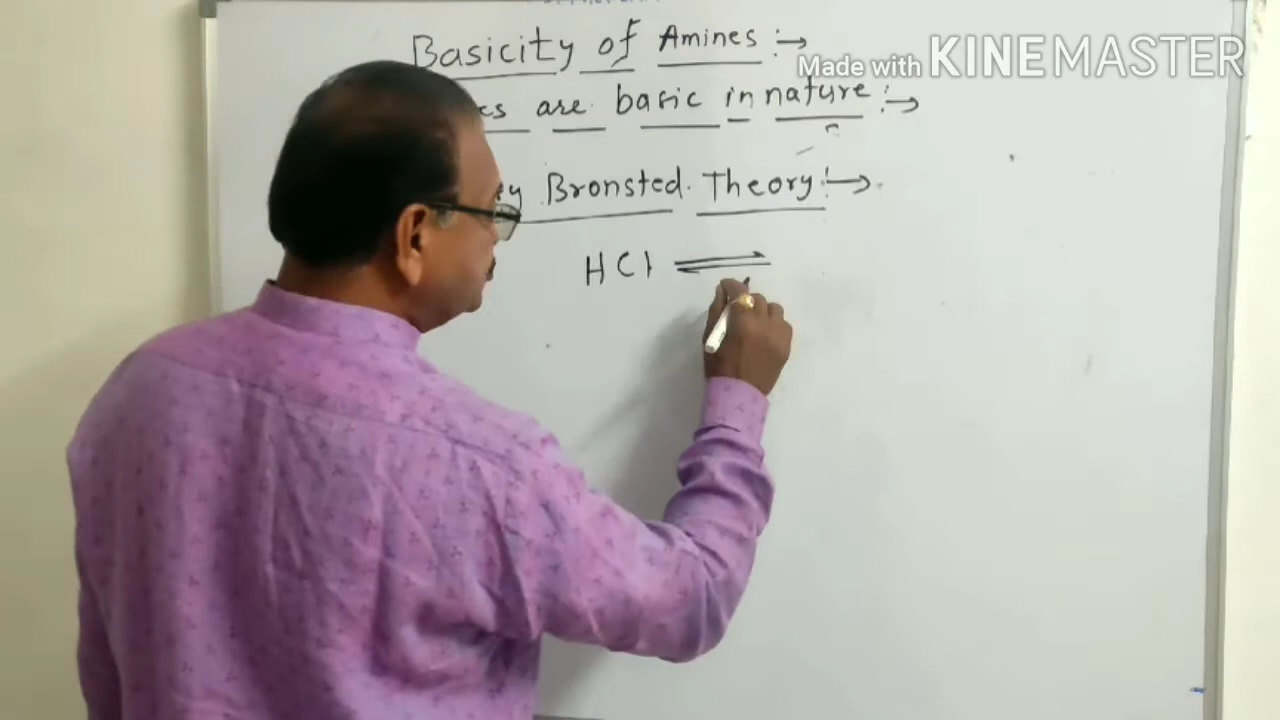 Basicity of Amines :→
Made with KINEMASTER
are basic in nature :→
Bronsted Theory :→
HCl ⇌